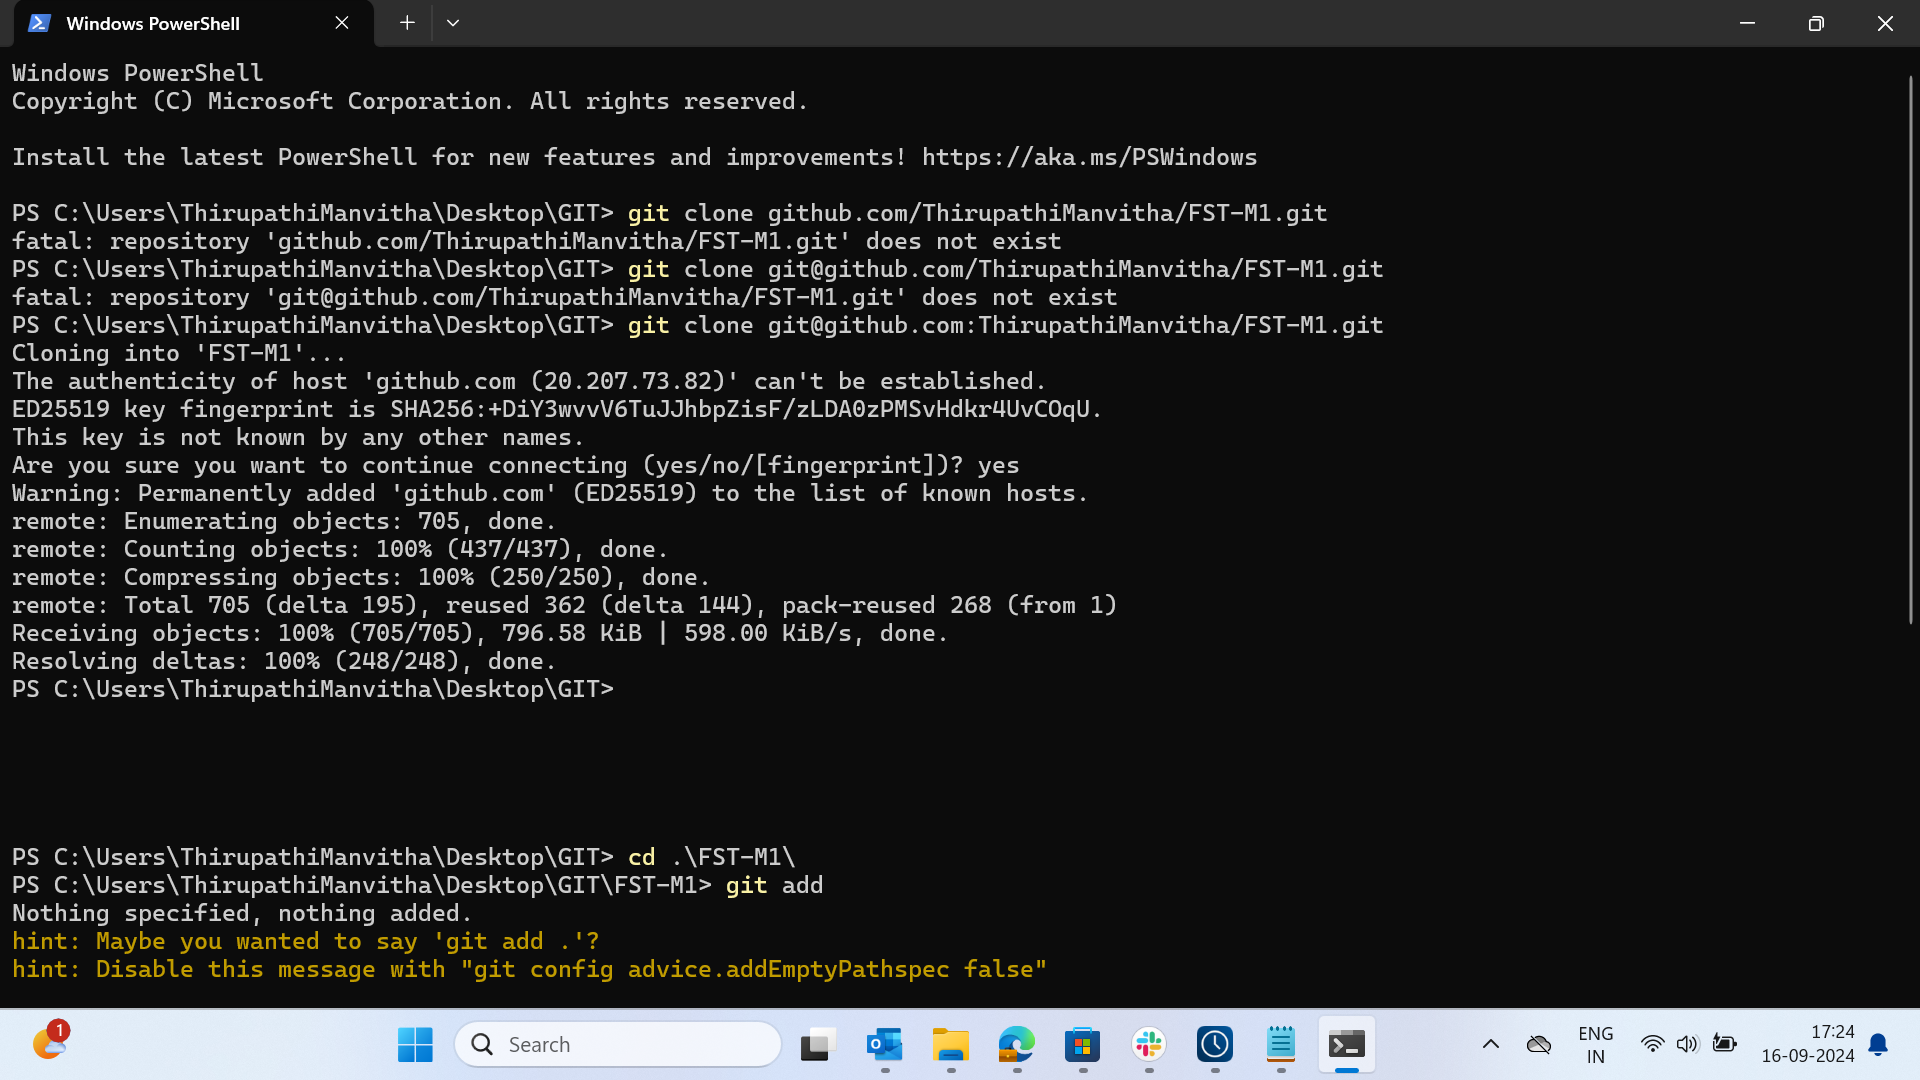 Windows PowerShell
Windows PowerShell
Copyright (C) Microsoft Corporation. All rights reserved.
Install the latest PowerShell for new features and improvements! https://aka.ms/PSWindows
PS C:\Users\ThirupathiManvitha\Desktop\GIT> git clone github.com/ThirupathiManvitha/FST-M1.git
fatal: repository 'github.com/ThirupathiManvitha/FST-M1.git' does not exist
PS C:\Users\ThirupathiManvitha\Desktop\GIT> git clone git@github.com/ThirupathiManvitha/FST-M1.git
fatal: repository 'git@github.com/ThirupathiManvitha/FST-M1.git' does not exist
PS C:\Users\ThirupathiManvitha\Desktop\GIT> git clone git@github.com:ThirupathiManvitha/FST-M1.git
Cloning into 'FST-M1'...
The authenticity of host 'github.com (20.207.73.82)' can't be established.
ED25519 key fingerprint is SHA256:+DiY3wvvV6TuJJhbpZisF/zLDA0zPMSvHdkr4UvCOqU.
This key is not known by any other names.
Are you sure you want to continue connecting (yes/no/[fingerprint])? yes
Warning: Permanently added 'github.com' (ED25519) to the list of known hosts.
remote: Enumerating objects: 705, done.
remote: Counting objects: 100% (437/437), done.
remote: Compressing objects: 100% (250/250), done.
remote: Total 705 (delta 195), reused 362 (delta 144), pack-reused 268 (from 1)
Receiving objects: 100% (705/705), 796.58 KiB | 598.00 KiB/s, done.
Resolving deltas: 100% (248/248), done.
PS C:\Users\ThirupathiManvitha\Desktop\GIT>
PS C:\Users\ThirupathiManvitha\Desktop\GIT> cd .\FST-M1\
PS C:\Users\ThirupathiManvitha\Desktop\GIT\FST-M1> git add
Nothing specified, nothing added.
hint: Maybe you wanted to say 'git add .'?
hint: Disable this message with "git config advice.addEmptyPathspec false"
1
Search
ENG
IN
17:24
16-09-2024